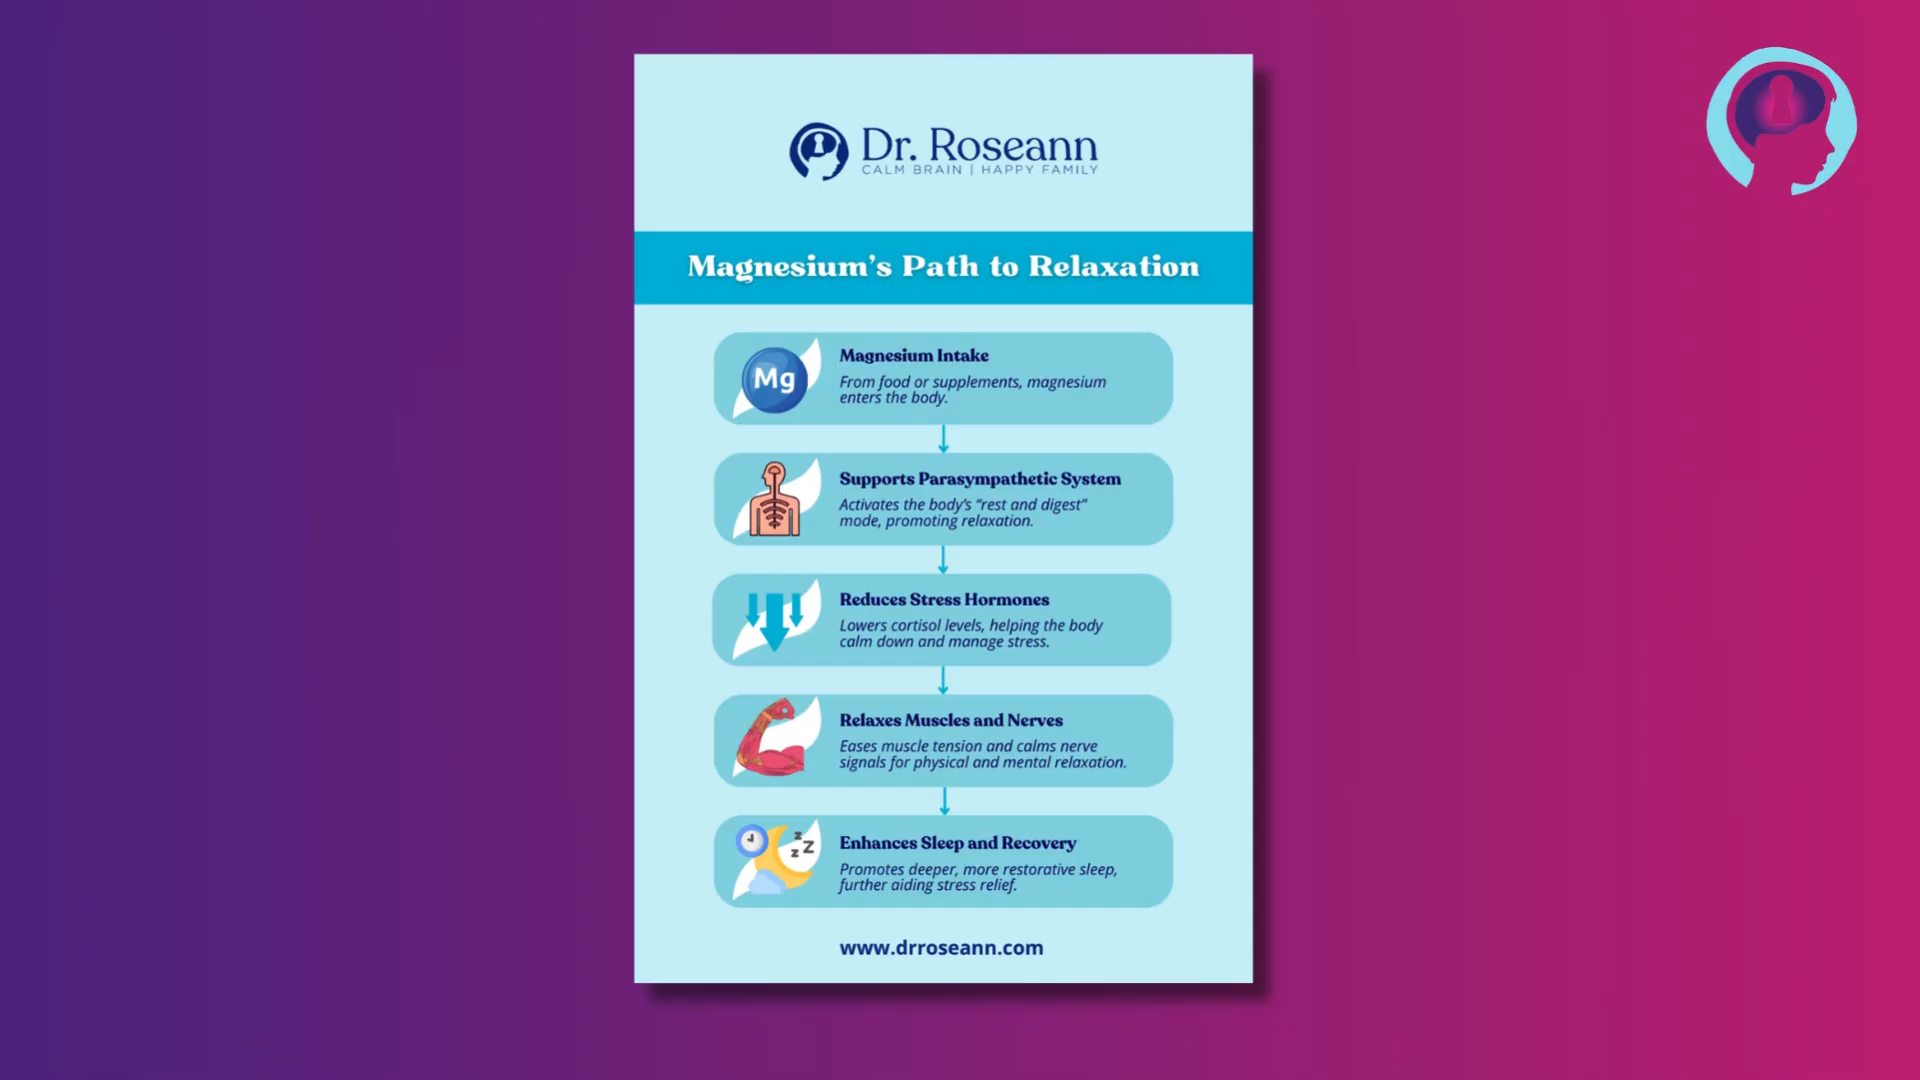 Dr. Roseann
CALM BRAIN | HAPPY FAMILY
Magnesium's Path to Relaxation
Mg
Magnesium Intake
From food or supplements, magnesium
enters the body.
Supports Parasympathetic System
Activates the body's "rest and digest"
mode, promoting relaxation.
Reduces Stress Hormones
Lowers cortisol levels, helping the body
calm down and manage stress.
Relaxes Muscles and Nerves
Eases muscle tension and calms nerve
signals for physical and mental relaxation.
z
z Z
Enhances Sleep and Recovery
Promotes deeper, more restorative sleep,
further aiding stress relief.
www.drroseann.com